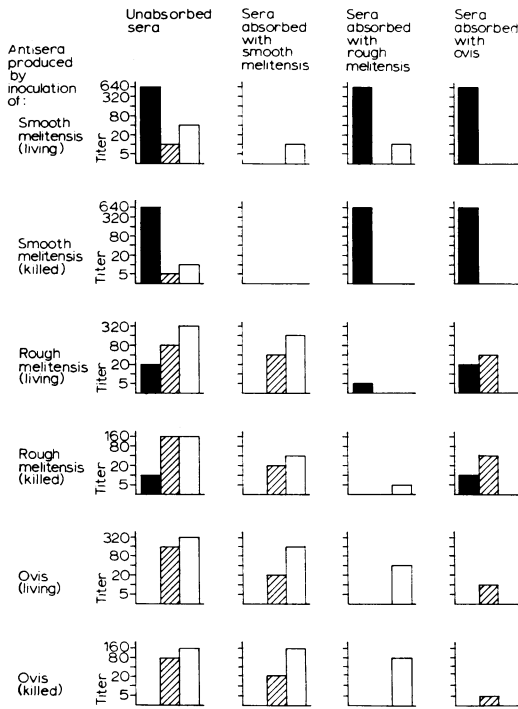 Unabsorbed
sera
Sera
absorbed
with
smooth
melitensis
Sera
absorbed
with
rough
melitensis
Sera
absorbed
with
ovis
Antisera
produced
by
inoculation
of:
Smooth
melitensis
(living)
640
320
80
20
5
Titer
Smooth
melitensis
(killed)
640
320
80
20
5
Titer
Rough
melitensis
(living)
320
80
20
5
Titer
Rough
melitensis
(killed)
160
80
20
5
Titer
Ovis
(living)
320
80
20
5
Titer
Ovis
(killed)
160
80
20
5
Titer